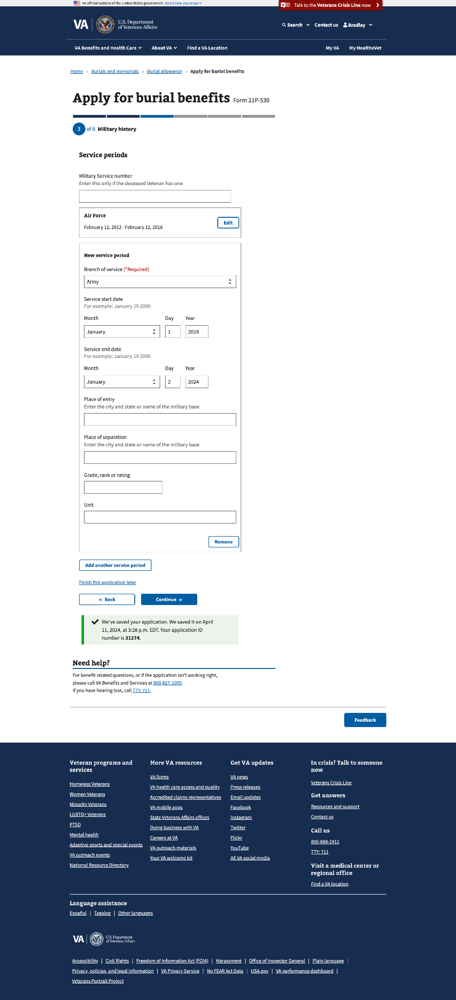 An official website of the United States government Here's how you know
Talk to the Veterans Crisis Line now
VA
U.S. Department
of Veterans Affairs
Search
Contact us
Bradley
VA Benefits and Health Care
About VA
Find a VA Location
My VA
My HealtheVet
Home › Burials and memorials › Burial allowance › Apply for burial benefits
Apply for burial benefits Form 21P-530
3 of 6 Military history
Service periods
Military Service number
Enter this only if the deceased Veteran has one
Air Force
February 12, 2012 - February 12, 2018
Edit
New service period
Branch of service (*Required)
Army
Service start date
For example: January 19 2000
Month Day Year
January 1 2018
Service end date
For example: January 19 2000
Month Day Year
January 2 2024
Place of entry
Enter the city and state or name of the military base
Place of separation
Enter the city and state or name of the military base
Grade, rank or rating
Unit
Remove
Add another service period
Finish this application later
« Back
Continue »
We've saved your application. We saved it on April
11, 2024, at 3:28 p.m. EDT. Your application ID
number is 31274.
Need help?
For benefit related questions, or if the application isn't working right,
please call VA Benefits and Services at 800-827-1000.
If you have hearing loss, call TTY: 711.
Feedback
Veteran programs and
services
Homeless Veterans
Women Veterans
Minority Veterans
LGBTQ+ Veterans
PTSD
Mental health
Adaptive sports and special events
VA outreach events
National Resource Directory
More VA resources
VA forms
VA health care access and quality
Accredited claims representatives
VA mobile apps
State Veterans Affairs offices
Doing business with VA
Careers at VA
VA outreach materials
Your VA welcome kit
Get VA updates
VA news
Press releases
Email updates
Facebook
Instagram
Twitter
Flickr
YouTube
All VA social media
In crisis? Talk to someone
now
Veterans Crisis Line
Get answers
Resources and support
Contact us
Call us
800-698-2411
TTY: 711
Visit a medical center or
regional office
Find a VA location
Language assistance
Español | Tagalog | Other languages
VA
U.S. Department
of Veterans Affairs
Accessibility | Civil Rights | Freedom of Information Act (FOIA) | Harassment | Office of Inspector General | Plain language |
Privacy, policies, and legal information | VA Privacy Service | No FEAR Act Data | USA.gov | VA performance dashboard |
Veterans Portrait Project